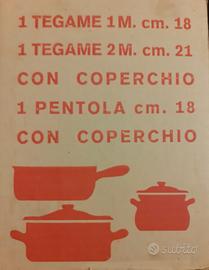 1 TEGAME 1 M. cm. 18
1 TEGAME 2 M. cm. 21
CON COPERCHIO
1 PENTOLA cm. 18
CON COPERCHIO
subito